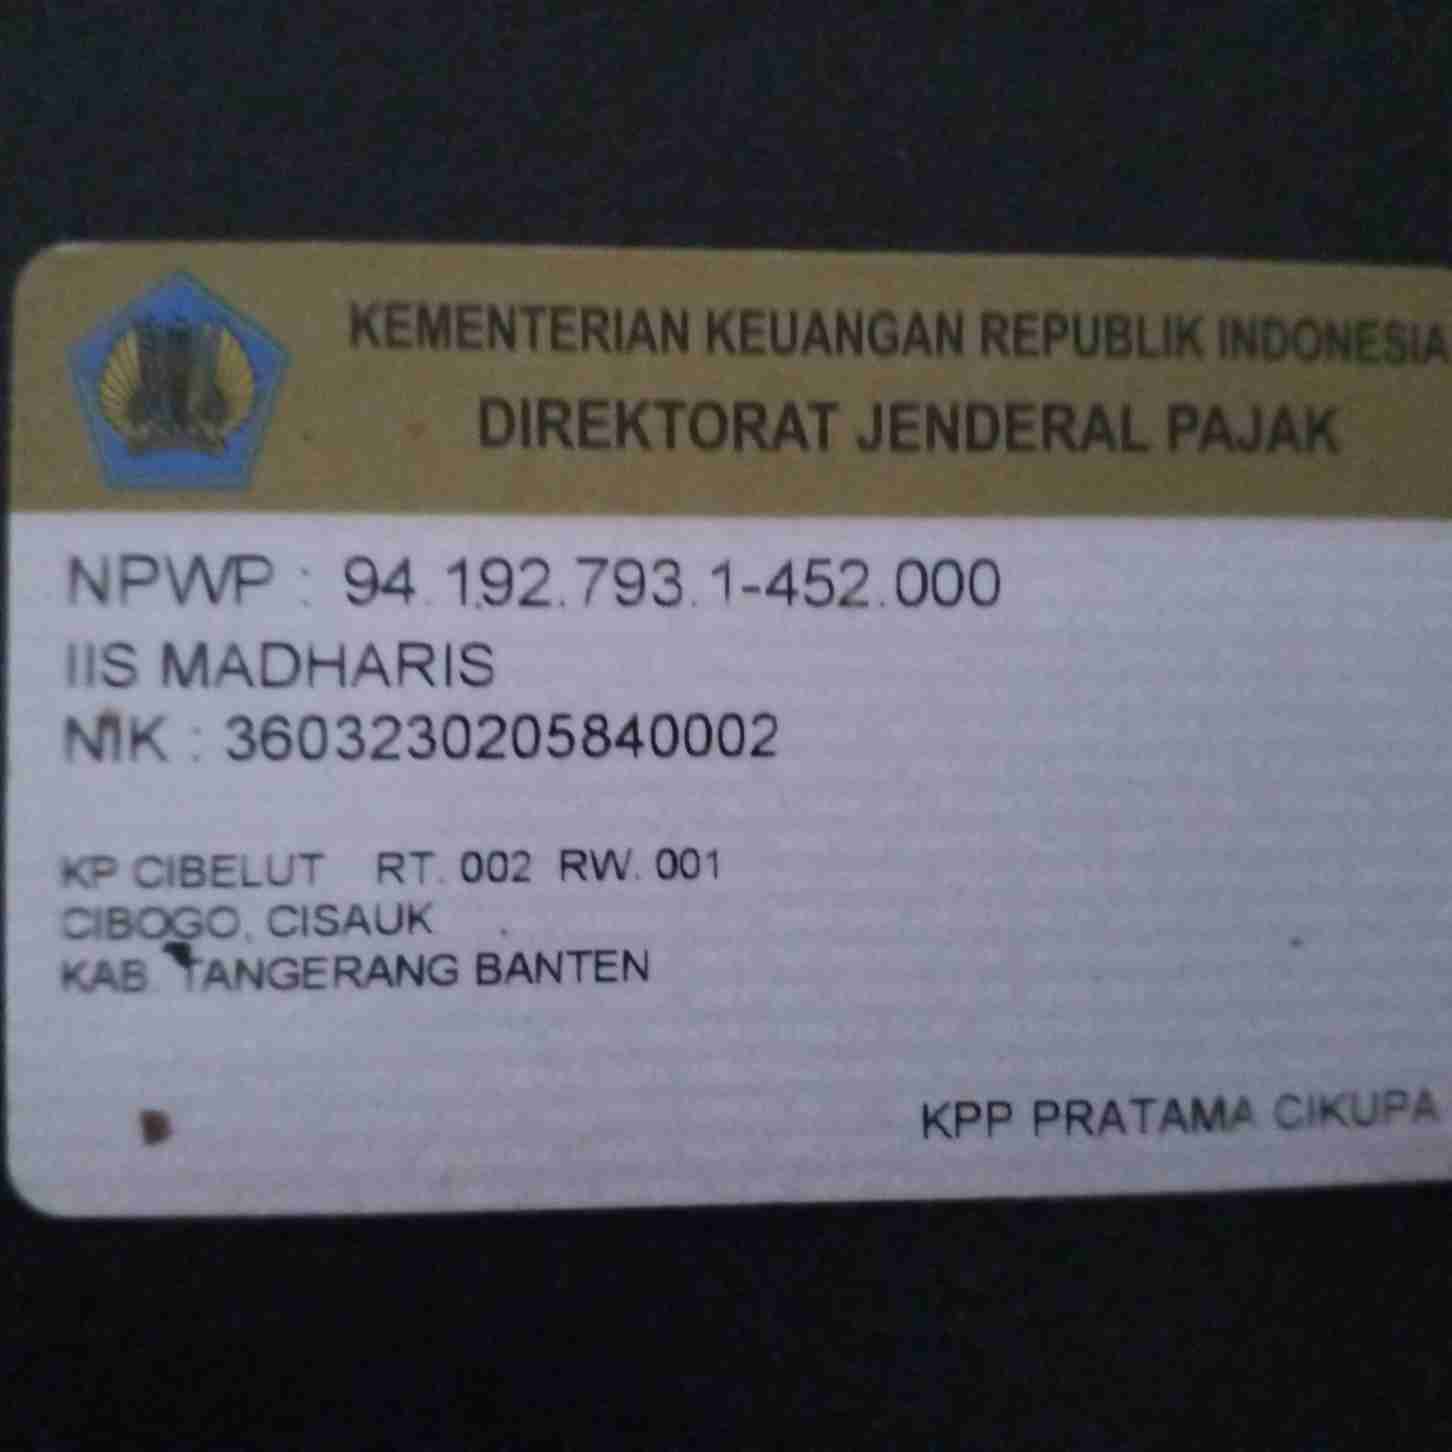 KEMENTERIAN KEUANGAN REPUBLIK INDONESIA
DIREKTORAT JENDERAL PAJAK
NPWP : 94.192.793.1-452.000
IIS MADHARIS
NIK : 3603230205840002
KP CIBELUT RT. 002 RW. 001
CIBOGO, CISAUK
KAB. TANGERANG BANTEN
KPP PRATAMA CIKUPA